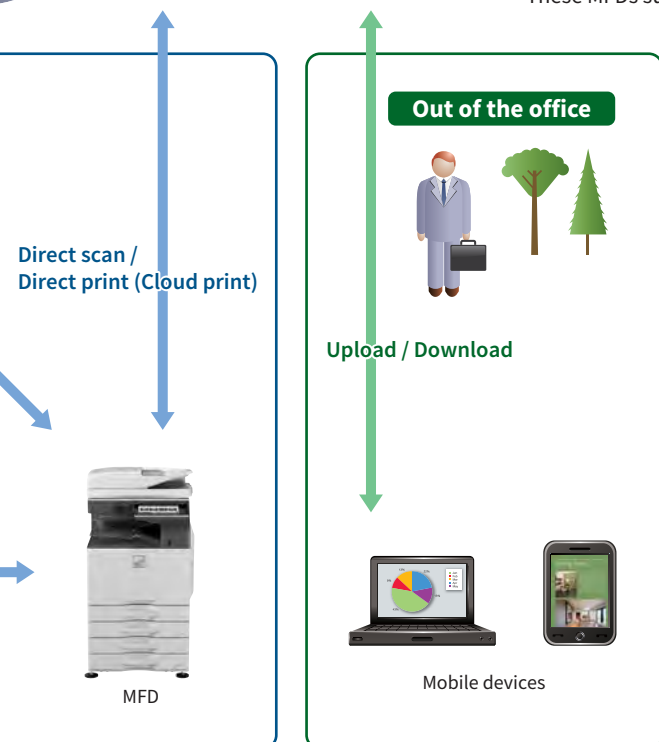 Out of the office
Direct scan /
Direct print (Cloud print)
Upload / Download
MFD
Mobile devices